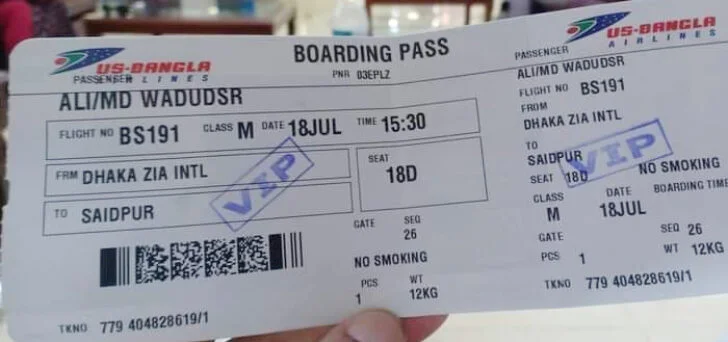 US-BANGLA
AIRLINES
BOARDING PASS
PASSENGER
PNR 03EPLZ
ALI/MD WADUDSR
FLIGHT NO BS191 CLASS M DATE 18JUL TIME 15:30
FRM DHAKA ZIA INTL
SEAT
18D
TO SAIDPUR
VIP
GATE SEQ
26
NO SMOKING
PCS WT
1 12KG
TKNO 779 404828619/1
US-BANGLA
AIRLINES
PASSENGER
ALI/MD WADUDSR
FLIGHT NO BS191
FROM
DHAKA ZIA INTL
TO
SAIDPUR
VIP
SEAT 18D NO SMOKING
CLASS DATE BOARDING TIME
M 18JUL
GATE SEQ 26
PCS 1 WT 12KG
TKNO 779 404828619/1